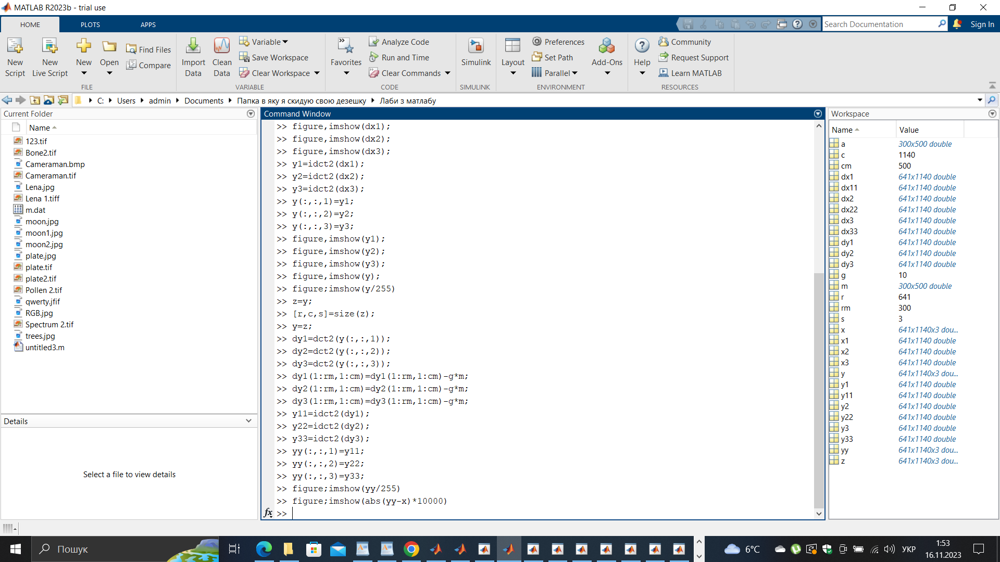 MATLAB R2023b - trial use
HOME PLOTS APPS
Search Documentation
Sign In
New Script
New Live Script
New
Open
Find Files
Compare
FILE
Import Data
Clean Data
Variable
Save Workspace
Clear Workspace
VARIABLE
Favorites
Analyze Code
Run and Time
Clear Commands
CODE
Simulink
SIMULINK
Layout
Preferences
Set Path
Parallel
Add-Ons
ENVIRONMENT
Help
Community
Request Support
Learn MATLAB
RESOURCES
C: Users admin Documents Папка в яку я скидую свою дезешку Лаби з матлабу
Current Folder
Name
123.tif
Bone2.tif
Cameraman.bmp
Cameraman.tif
Lena.jpg
Lena 1.tiff
m.dat
moon.jpg
moon1.jpg
moon2.jpg
plate.jpg
plate.tif
plate2.tif
Pollen 2.tif
qwerty.jfif
RGB.jpg
Spectrum 2.tif
trees.jpg
untitled3.m
Details
Select a file to view details
Command Window
>> figure,imshow(dx1);
>> figure,imshow(dx2);
>> figure,imshow(dx3);
>> y1=idct2(dx1);
>> y2=idct2(dx2);
>> y3=idct2(dx3);
>> y(:,:,1)=y1;
>> y(:,:,2)=y2;
>> y(:,:,3)=y3;
>> figure,imshow(y1);
>> figure,imshow(y2);
>> figure,imshow(y3);
>> figure,imshow(y);
>> figure;imshow(y/255)
>> z=y;
>> [r,c,s]=size(z);
>> y=z;
>> dy1=dct2(y(:,:,1));
>> dy2=dct2(y(:,:,2));
>> dy3=dct2(y(:,:,3));
>> dy1(1:rm,1:cm)=dy1(1:rm,1:cm)-g*m;
>> dy2(1:rm,1:cm)=dy2(1:rm,1:cm)-g*m;
>> dy3(1:rm,1:cm)=dy3(1:rm,1:cm)-g*m;
>> y11=idct2(dy1);
>> y22=idct2(dy2);
>> y33=idct2(dy3);
>> yy(:,:,1)=y11;
>> yy(:,:,2)=y22;
>> yy(:,:,3)=y33;
>> figure;imshow(yy/255)
>> figure;imshow(abs(yy-x)*10000)
fx >>
Workspace
Name Value
a 300x500 double
c 1140
cm 500
dx1 641x1140 double
dx11 641x1140 double
dx2 641x1140 double
dx22 641x1140 double
dx3 641x1140 double
dx33 641x1140 double
dy1 641x1140 double
dy2 641x1140 double
dy3 641x1140 double
g 10
m 300x500 double
r 641
rm 300
s 3
x 641x1140x3 dou...
x1 641x1140 double
x2 641x1140 double
x3 641x1140 double
y 641x1140x3 dou...
y1 641x1140 double
y11 641x1140 double
y2 641x1140 double
y22 641x1140 double
y3 641x1140 double
y33 641x1140 double
yy 641x1140x3 dou...
z 641x1140x3 dou...
Пошук
6°C
УКР
1:53
16.11.2023